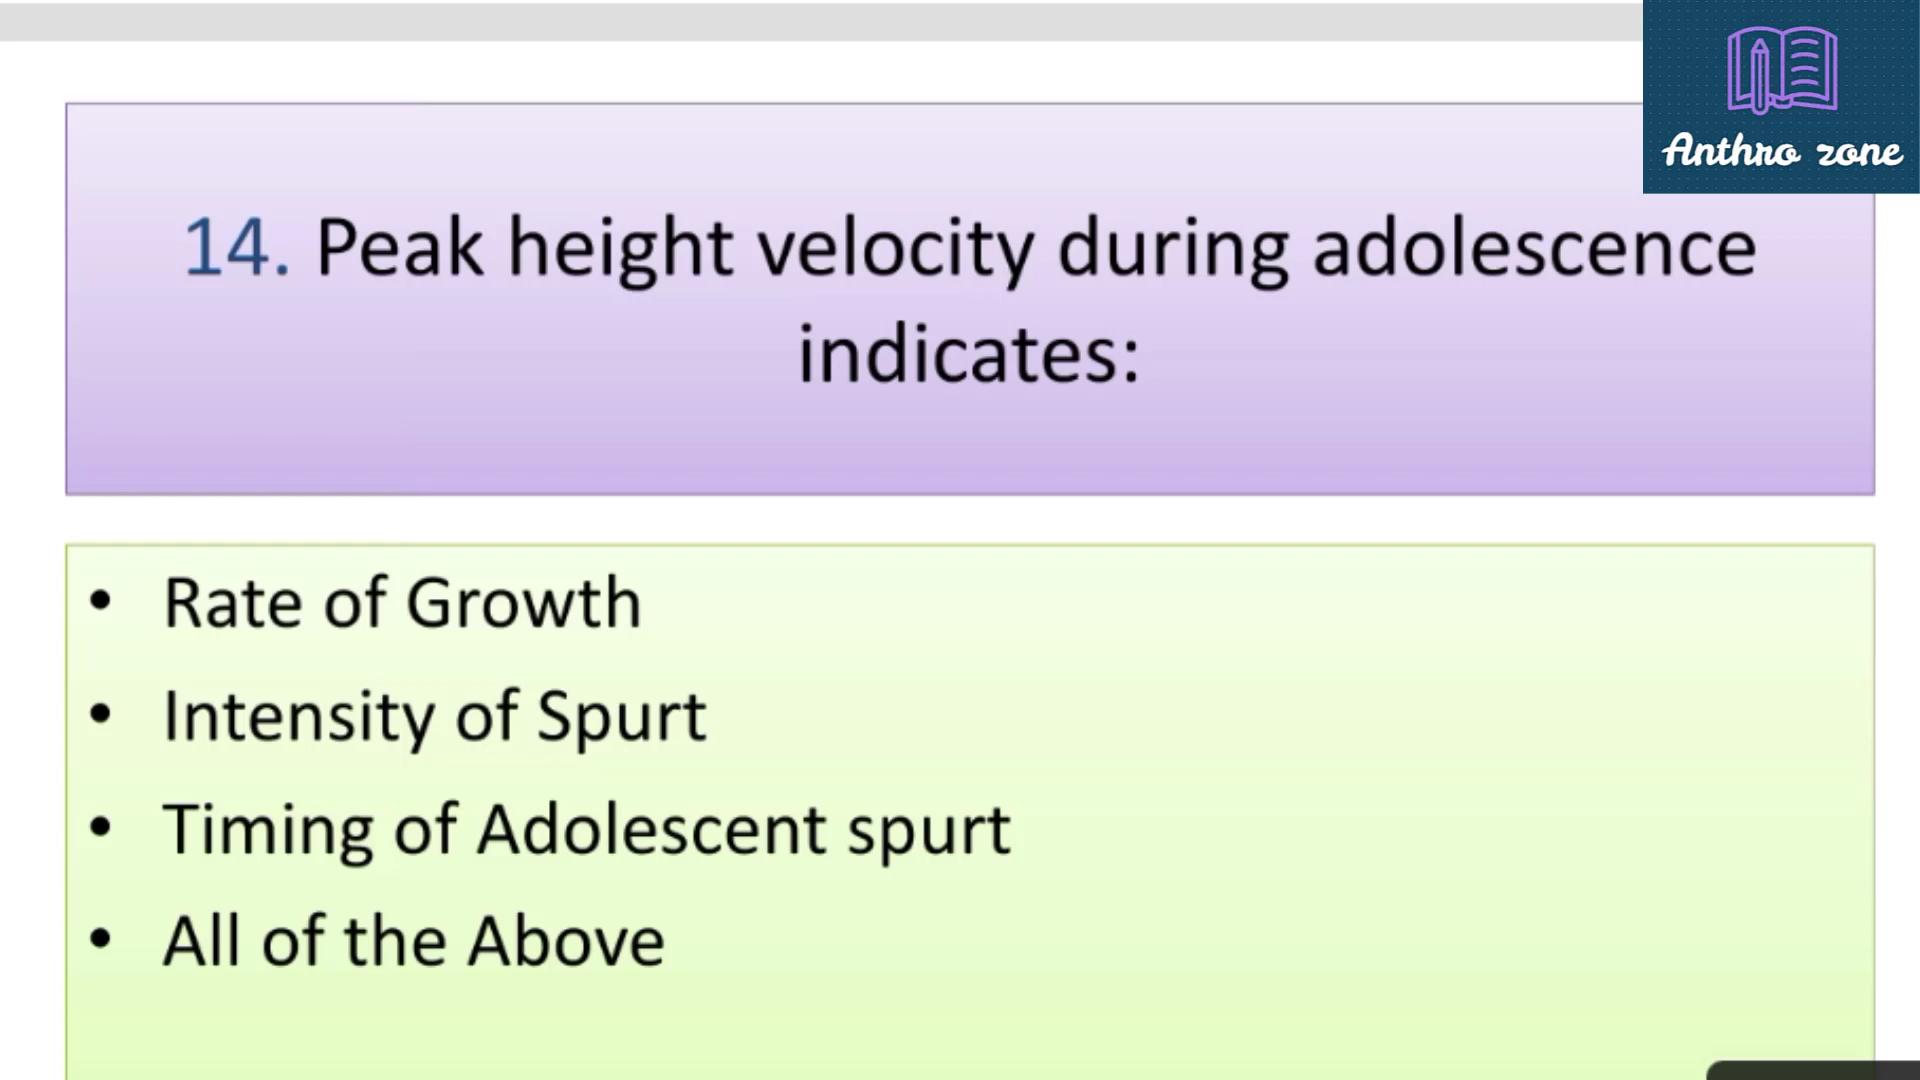 Anthro zone
14. Peak height velocity during adolescence
indicates:
• Rate of Growth
• Intensity of Spurt
• Timing of Adolescent spurt
• All of the Above